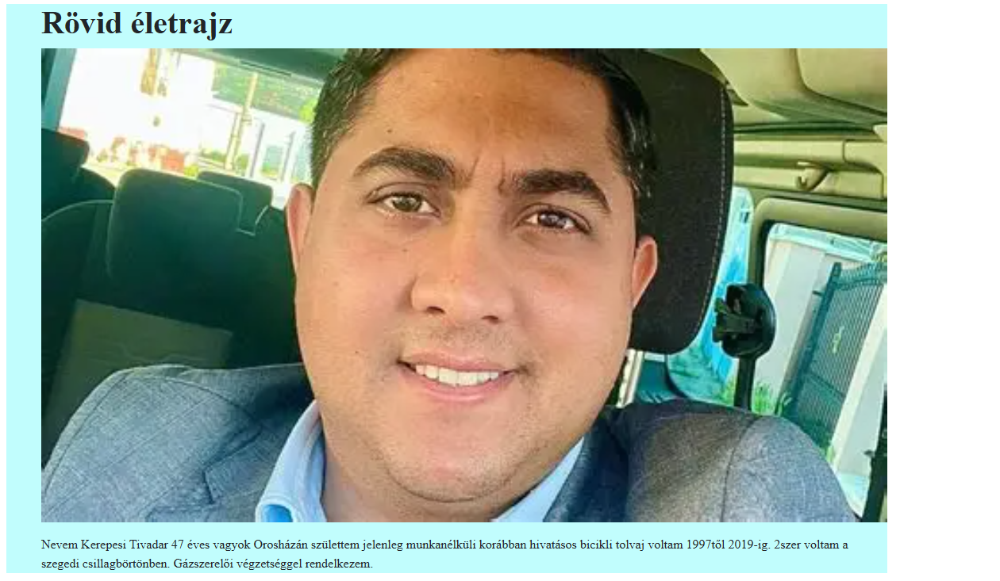 Rövid életrajz
Nevem Kerepesi Tivadar 47 éves vagyok Orosházán születtem jelenleg munkanélküli korábban hivatásos bicikli tolvaj voltam 1997től 2019-ig. 2szer voltam a
szegedi csillagbörtönben. Gázszerelői végzetséggel rendelkezem.